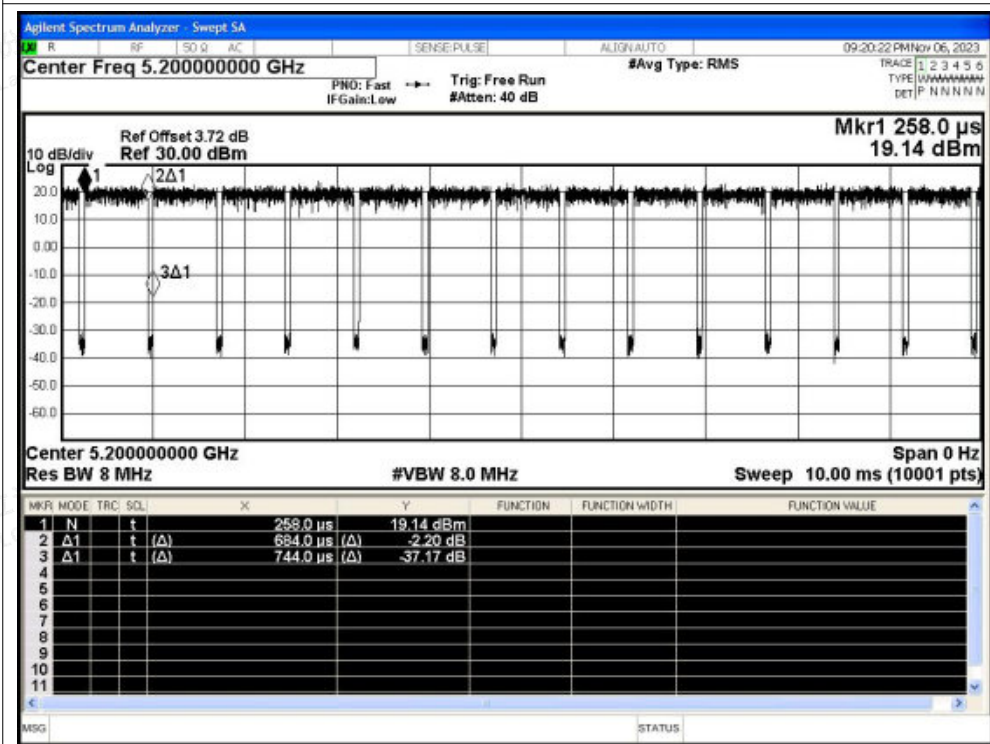 Agilent Spectrum Analyzer - Swept SA
R RF 50 Ω AC SENSE:PULSE ALIGN AUTO 09:20:22 PM Nov 06, 2023
Center Freq 5.200000000 GHz #Avg Type: RMS TRACE 1 2 3 4 5 6
PNO: Fast Trig: Free Run TYPE
IFGain:Low #Atten: 40 dB DET P N N N N N
Mkr1 258.0 µs
Ref Offset 3.72 dB
10 dB/div Ref 30.00 dBm 19.14 dBm
Log
1 2Δ1
20.0
10.0
0.00
-10.0 3Δ1
-20.0
-30.0
-40.0
-50.0
-60.0
Center 5.200000000 GHz Span 0 Hz
Res BW 8 MHz #VBW 8.0 MHz Sweep 10.00 ms (10001 pts)
MKR MODE TRC SCL X Y FUNCTION FUNCTION WIDTH FUNCTION VALUE
1 N t 258.0 µs 19.14 dBm
2 Δ1 t (Δ) 684.0 µs (Δ) -2.20 dB
3 Δ1 t (Δ) 744.0 µs (Δ) -37.17 dB
4
5
6
7
8
9
10
11
MSG STATUS